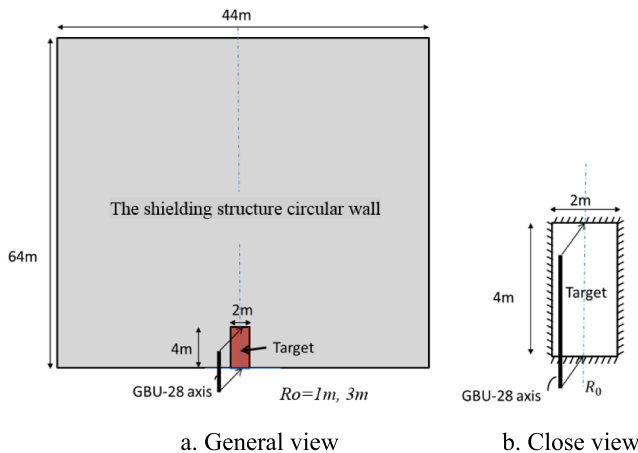 44m
The shielding structure circular wall
64m
2m
4m
Target
GBU-28 axis
Ro=1m, 3m
a. General view
2m
4m
Target
GBU-28 axis
R0
b. Close view